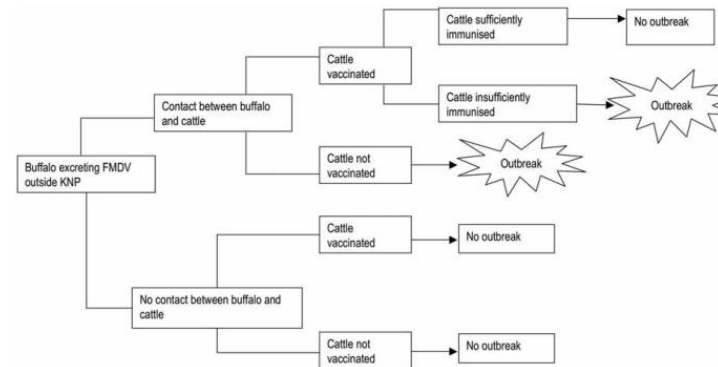 Cattle sufficiently
immunised
No outbreak
Cattle
vaccinated
Cattle insufficiently
immunised
Outbreak
Contact between buffalo
and cattle
Cattle not
vaccinated
Outbreak
Buffalo excreting FMDV
outside KNP
Cattle
vaccinated
No outbreak
No contact between buffalo and
cattle
Cattle not
vaccinated
No outbreak